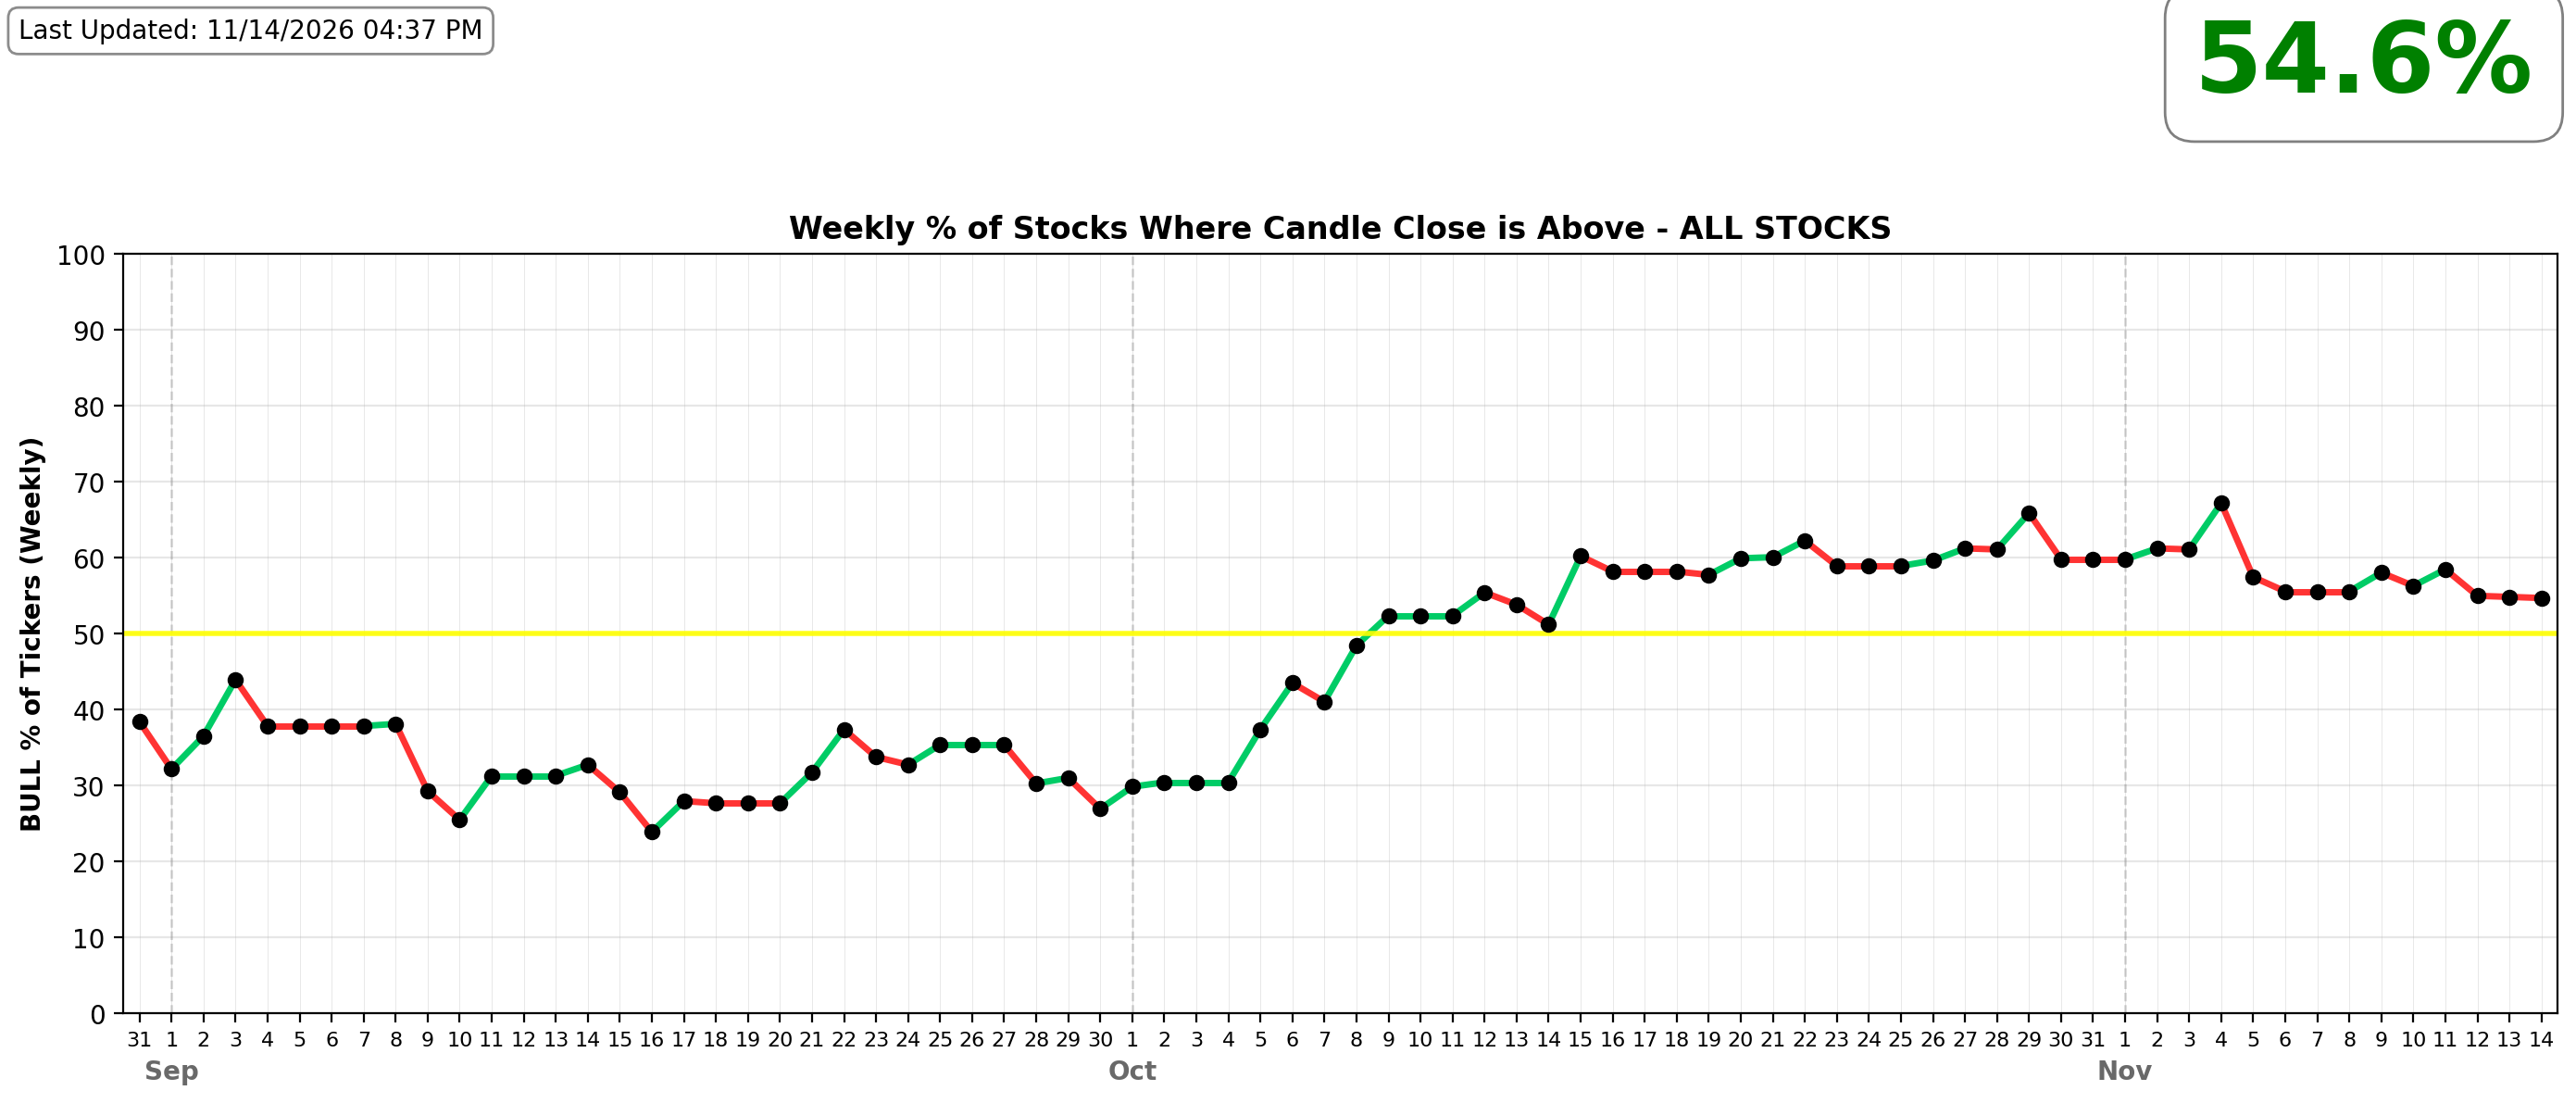 Last Updated: 11/14/2026 04:37 PM
54.6%
Weekly % of Stocks Where Candle Close is Above - ALL STOCKS
BULL % of Tickers (Weekly)
100
90
80
70
60
50
40
30
20
10
0
31 1 2 3 4 5 6 7 8 9 10 11 12 13 14 15 16 17 18 19 20 21 22 23 24 25 26 27 28 29 30 1 2 3 4 5 6 7 8 9 10 11 12 13 14 15 16 17 18 19 20 21 22 23 24 25 26 27 28 29 30 31 1 2 3 4 5 6 7 8 9 10 11 12 13 14
Sep Oct Nov